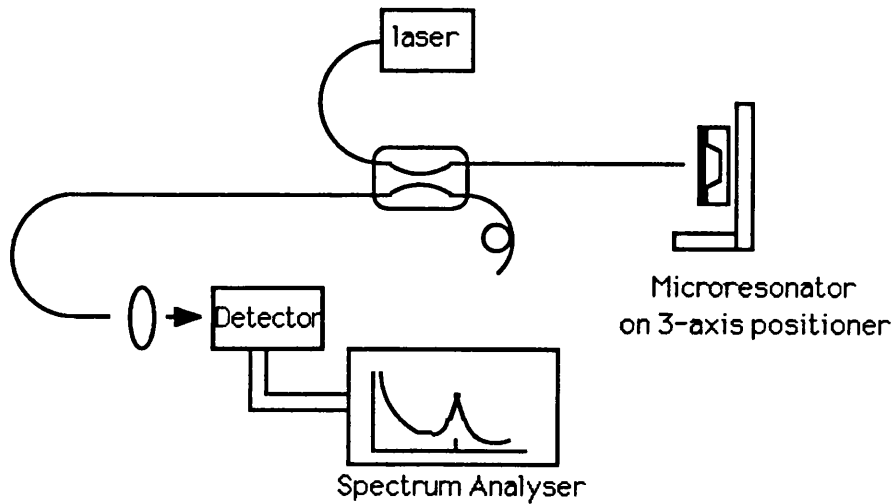 laser
Microresonator
on 3-axis positioner
Detector
Spectrum Analyser